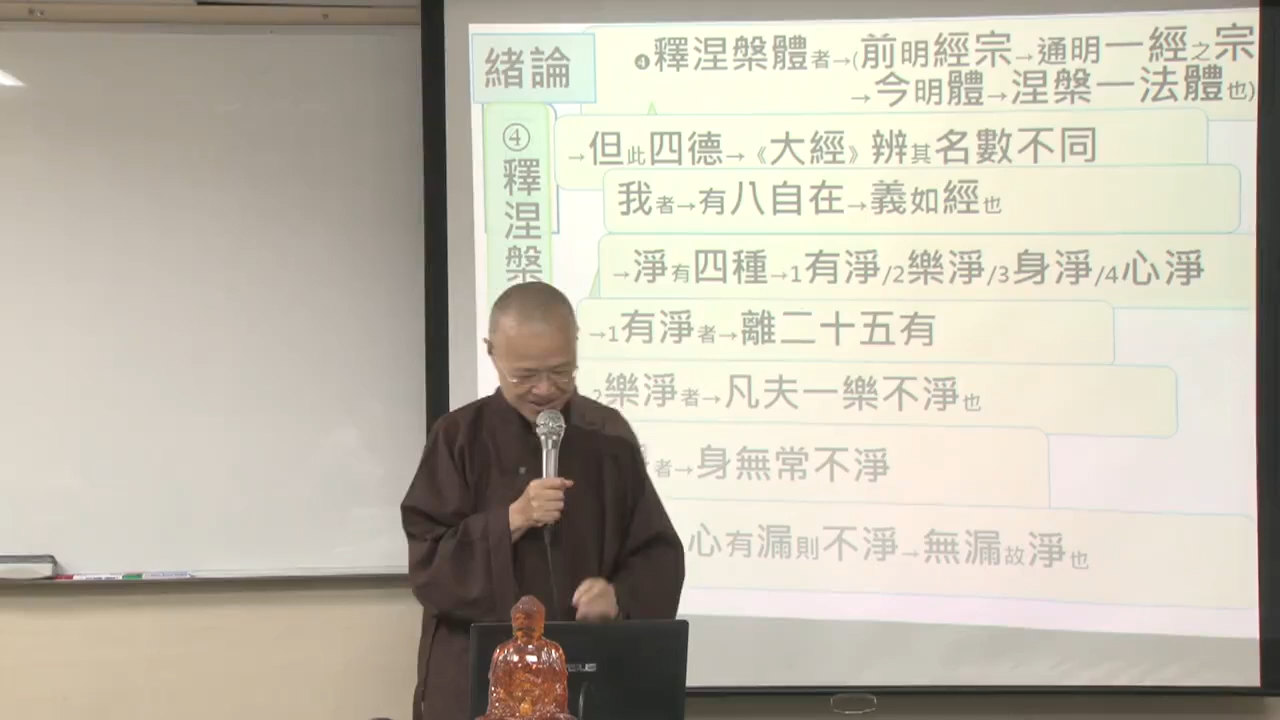 緒論
❹釋涅槃體者→(前明經宗→通明一經之宗
→今明體→涅槃一法體也)
④釋涅槃
→但此四德→《大經》辨其名數不同
我者→有八自在→義如經也
→淨有四種→1有淨/2樂淨/3身淨/4心淨
→1有淨者→離二十五有
2樂淨者→凡夫一樂不淨也
者→身無常不淨
心有漏則不淨→無漏故淨也